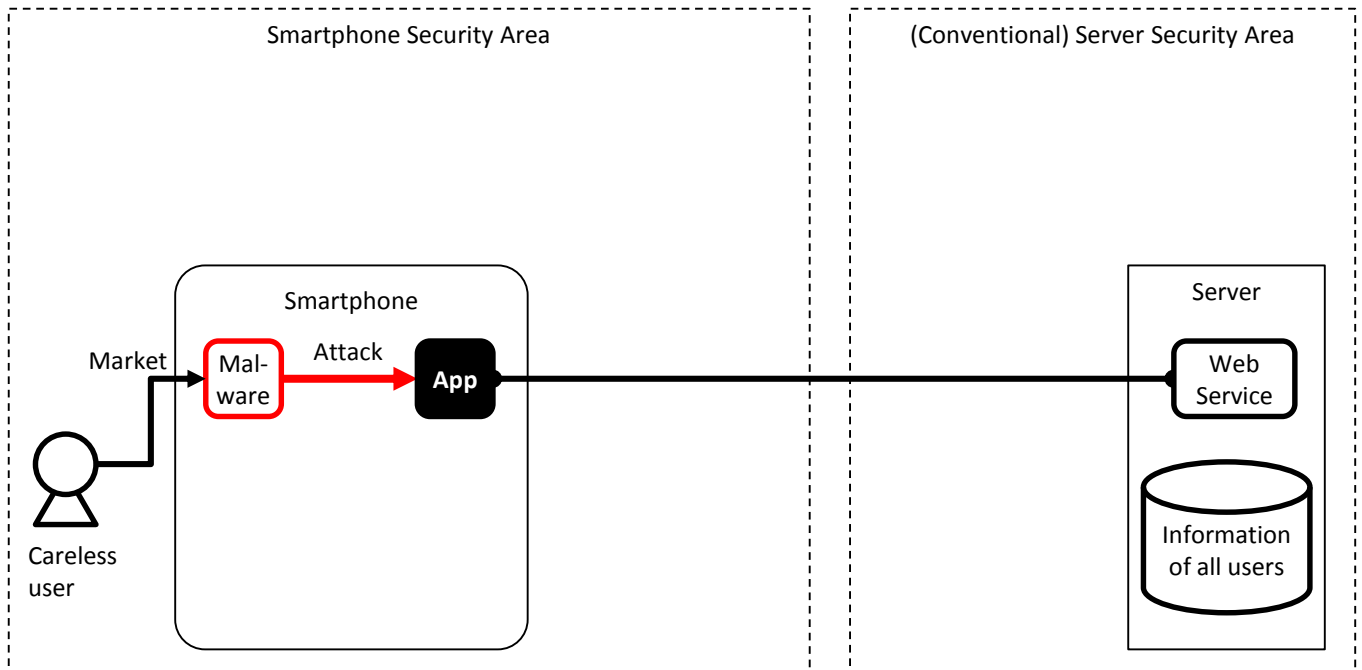 Smartphone Security Area
(Conventional) Server Security Area
Smartphone
Server
Market
Mal-
ware
Attack
App
Web
Service
Careless
user
Information
of all users